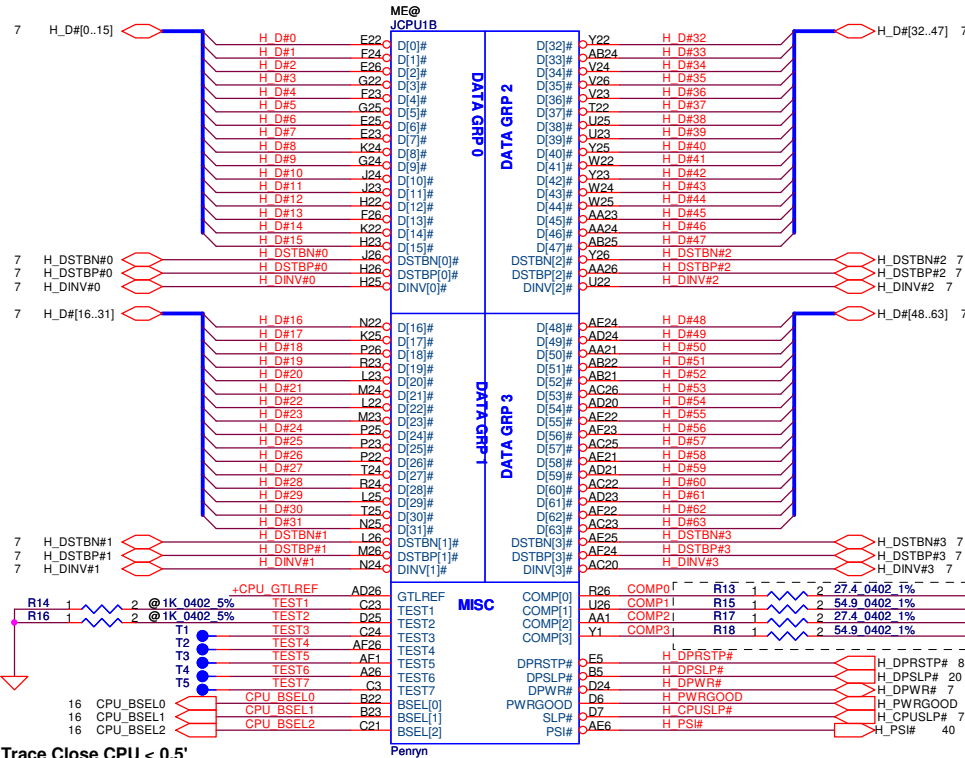 ME@
JCPU1B
7 H_D#[0..15] H_D#[32..47] 7
H_D#0 E22 D[0]# D[32]# Y22 H_D#32
H_D#1 F24 D[1]# D[33]# AB24 H_D#33
H_D#2 E26 D[2]# D[34]# V24 H_D#34
H_D#3 G22 D[3]# D[35]# V26 H_D#35
H_D#4 F23 D[4]# D[36]# V23 H_D#36
H_D#5 G25 D[5]# D[37]# T22 H_D#37
H_D#6 E25 D[6]# D[38]# U25 H_D#38
H_D#7 E23 D[7]# D[39]# U23 H_D#39
H_D#8 K24 D[8]# D[40]# Y25 H_D#40
H_D#9 G24 D[9]# D[41]# W22 H_D#41
H_D#10 J24 D[10]# D[42]# Y23 H_D#42
H_D#11 J23 D[11]# D[43]# W24 H_D#43
H_D#12 H22 D[12]# D[44]# W25 H_D#44
H_D#13 F26 D[13]# D[45]# AA23 H_D#45
H_D#14 K22 D[14]# D[46]# AA24 H_D#46
H_D#15 H23 D[15]# D[47]# AB25 H_D#47
7 H_DSTBN#0 H_DSTBN#0 J26 DSTBN[0]# DSTBN[2]# Y26 H_DSTBN#2 H_DSTBN#2 7
7 H_DSTBP#0 H_DSTBP#0 H26 DSTBP[0]# DSTBP[2]# AA26 H_DSTBP#2 H_DSTBP#2 7
7 H_DINV#0 H_DINV#0 H25 DINV[0]# DINV[2]# U22 H_DINV#2 H_DINV#2 7
DATA GRP 0
DATA GRP 2
7 H_D#[16..31] H_D#[48..63] 7
H_D#16 N22 D[16]# D[48]# AE24 H_D#48
H_D#17 K25 D[17]# D[49]# AD24 H_D#49
H_D#18 P26 D[18]# D[50]# AA21 H_D#50
H_D#19 R23 D[19]# D[51]# AB22 H_D#51
H_D#20 L23 D[20]# D[52]# AB21 H_D#52
H_D#21 M24 D[21]# D[53]# AC26 H_D#53
H_D#22 L22 D[22]# D[54]# AD20 H_D#54
H_D#23 M23 D[23]# D[55]# AE22 H_D#55
H_D#24 P25 D[24]# D[56]# AF23 H_D#56
H_D#25 P23 D[25]# D[57]# AC25 H_D#57
H_D#26 P22 D[26]# D[58]# AE21 H_D#58
H_D#27 T24 D[27]# D[59]# AD21 H_D#59
H_D#28 R24 D[28]# D[60]# AC22 H_D#60
H_D#29 L25 D[29]# D[61]# AD23 H_D#61
H_D#30 T25 D[30]# D[62]# AF22 H_D#62
H_D#31 N25 D[31]# D[63]# AC23 H_D#63
7 H_DSTBN#1 H_DSTBN#1 L26 DSTBN[1]# DSTBN[3]# AE25 H_DSTBN#3 H_DSTBN#3 7
7 H_DSTBP#1 H_DSTBP#1 M26 DSTBP[1]# DSTBP[3]# AF24 H_DSTBP#3 H_DSTBP#3 7
7 H_DINV#1 H_DINV#1 N24 DINV[1]# DINV[3]# AC20 H_DINV#3 H_DINV#3 7
DATA GRP 1
DATA GRP 3
MISC
+CPU_GTLREF AD26 GTLREF COMP[0] R26 COMP0 R13 1 2 27.4_0402_1%
R14 1 2 @1K_0402_5% TEST1 C23 TEST1 COMP[1] U26 COMP1 R15 1 2 54.9_0402_1%
R16 1 2 @1K_0402_5% TEST2 D25 TEST2 COMP[2] AA1 COMP2 R17 1 2 27.4_0402_1%
T1 TEST3 C24 TEST3 COMP[3] Y1 COMP3 R18 1 2 54.9_0402_1%
T2 TEST4 AF26 TEST4
T3 TEST5 AF1 TEST5 DPRSTP# E5 H_DPRSTP# H_DPRSTP# 8
T4 TEST6 A26 TEST6 DPSLP# B5 H_DPSLP# H_DPSLP# 20
T5 TEST7 C3 TEST7 DPWR# D24 H_DPWR# H_DPWR# 7
16 CPU_BSEL0 CPU_BSEL0 B22 BSEL[0] PWRGOOD D6 H_PWRGOOD H_PWRGOOD
16 CPU_BSEL1 CPU_BSEL1 B23 BSEL[1] SLP# D7 H_CPUSLP# H_CPUSLP# 7
16 CPU_BSEL2 CPU_BSEL2 C21 BSEL[2] PSI# AE6 H_PSI# H_PSI# 40
Penryn
Trace Close CPU < 0.5'